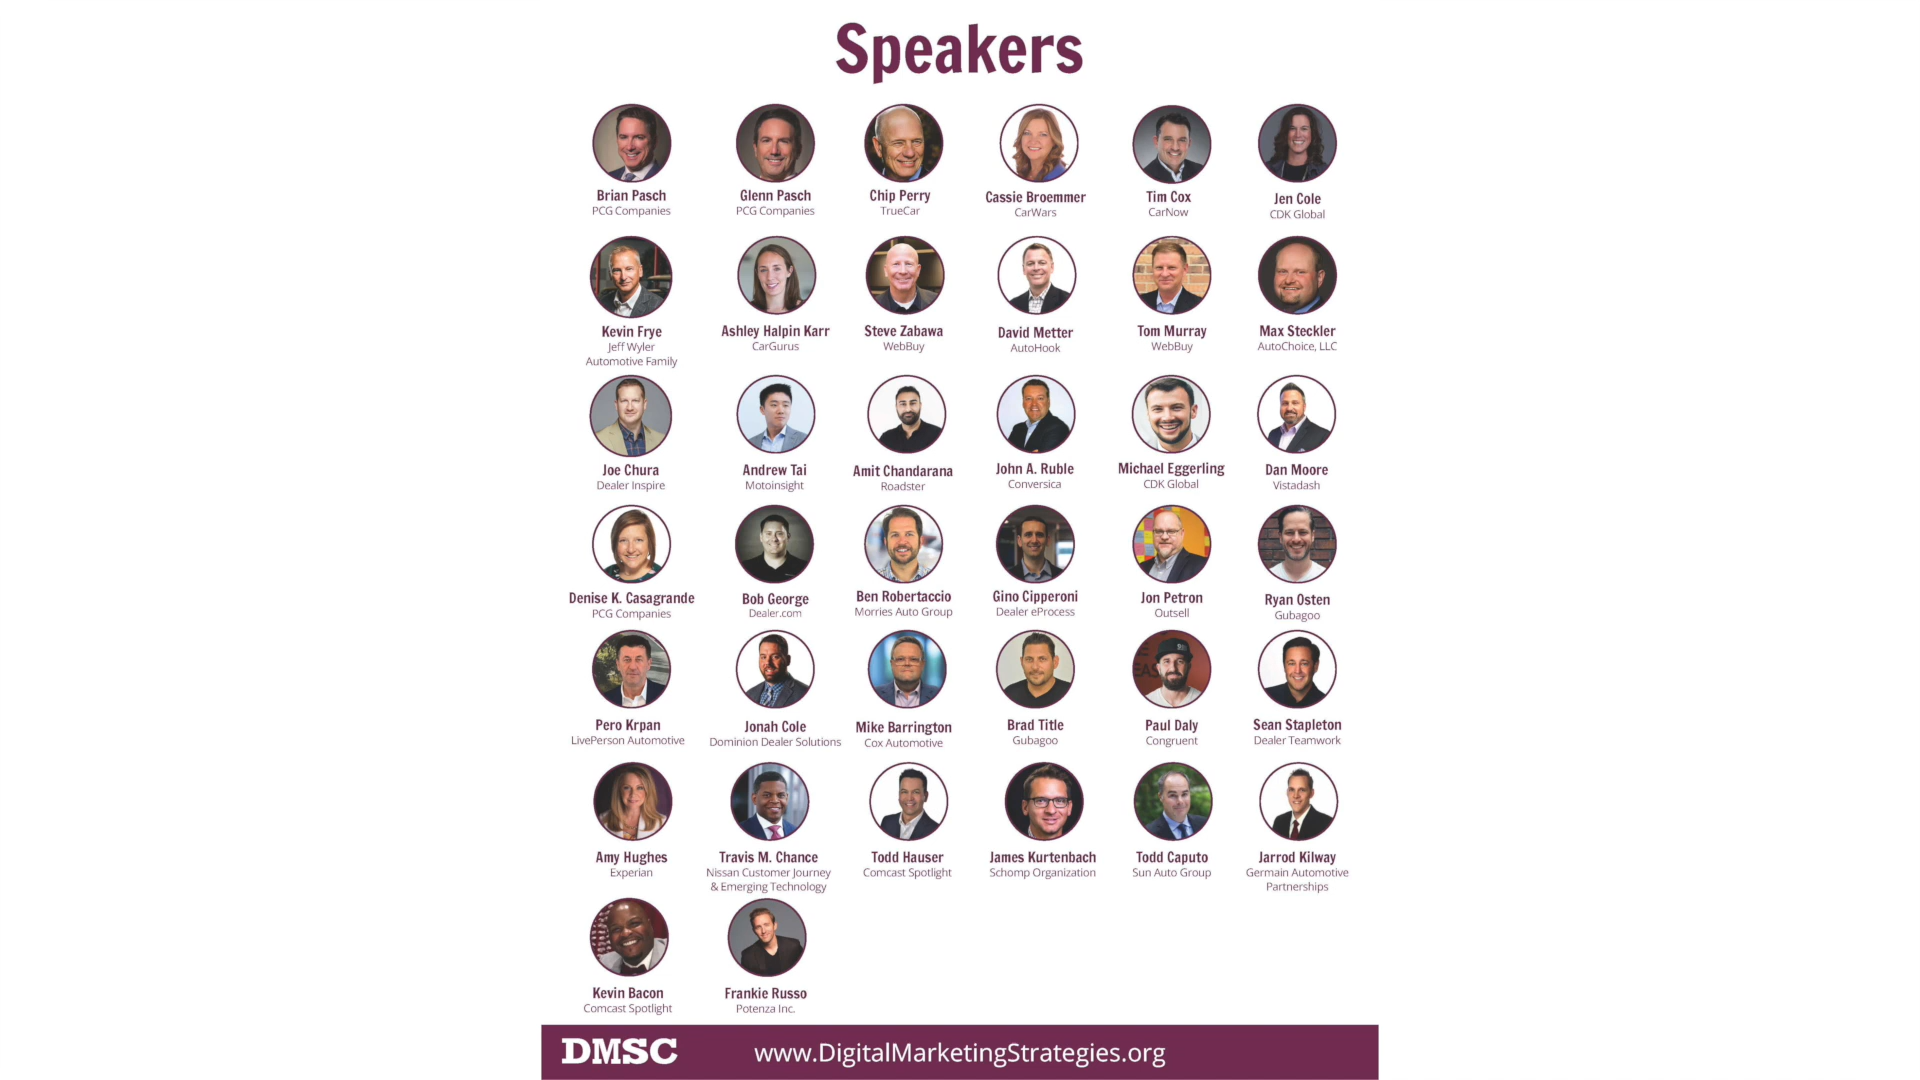 Speakers
Brian Pasch
PCG Companies
Glenn Pasch
PCG Companies
Chip Perry
TrueCar
Cassie Broemmer
CarWars
Tim Cox
CarNow
Jen Cole
CDK Global
Kevin Frye
Jeff Wyler
Automotive Family
Ashley Halpin Karr
CarGurus
Steve Zabawa
WebBuy
David Metter
AutoHook
Tom Murray
WebBuy
Max Steckler
AutoChoice, LLC
Joe Chura
Dealer Inspire
Andrew Tai
Motoinsight
Amit Chandarana
Roadster
John A. Ruble
Conversica
Michael Eggerling
CDK Global
Dan Moore
Vistadash
Denise K. Casagrande
PCG Companies
Bob George
Dealer.com
Ben Robertaccio
Morries Auto Group
Gino Cipperoni
Dealer eProcess
Jon Petron
Outsell
Ryan Osten
Gubagoo
Pero Krpan
LivePerson Automotive
Jonah Cole
Dominion Dealer Solutions
Mike Barrington
Cox Automotive
Brad Title
Gubagoo
Paul Daly
Congruent
Sean Stapleton
Dealer Teamwork
Amy Hughes
Experian
Travis M. Chance
Nissan Customer Journey
& Emerging Technology
Todd Hauser
Comcast Spotlight
James Kurtenbach
Schomp Organization
Todd Caputo
Sun Auto Group
Jarrod Kilway
Germain Automotive
Partnerships
Kevin Bacon
Comcast Spotlight
Frankie Russo
Potenza Inc.
DMSC
www.DigitalMarketingStrategies.org